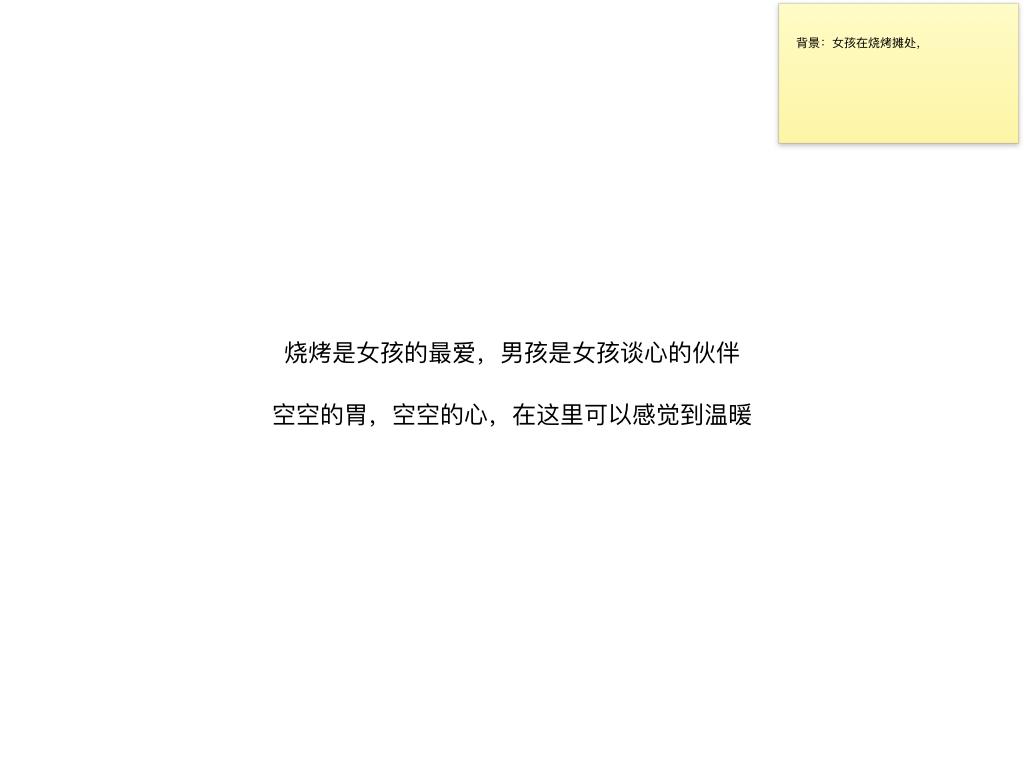 背景：女孩在烧烤摊处，
烧烤是女孩的最爱，男孩是女孩谈心的伙伴
空空的胃，空空的心，在这里可以感觉到温暖